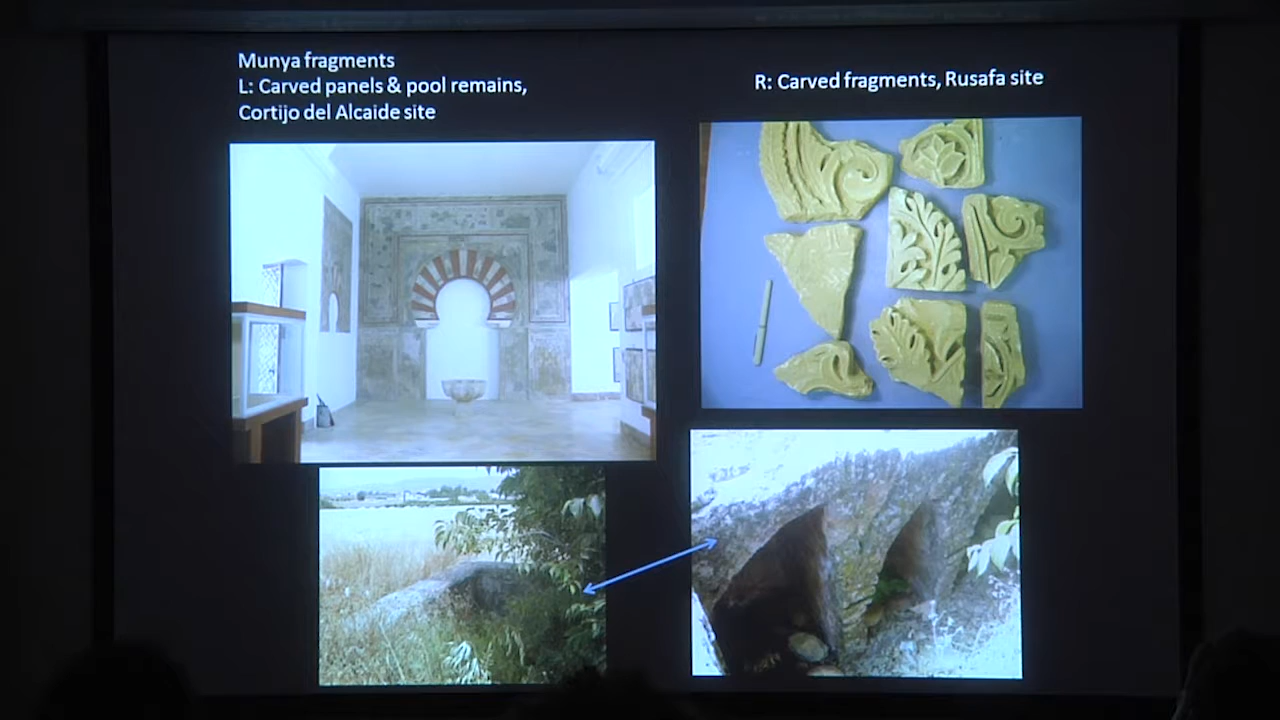 Munya fragments
L: Carved panels & pool remains,
Cortijo del Alcaide site
R: Carved fragments, Rusafa site